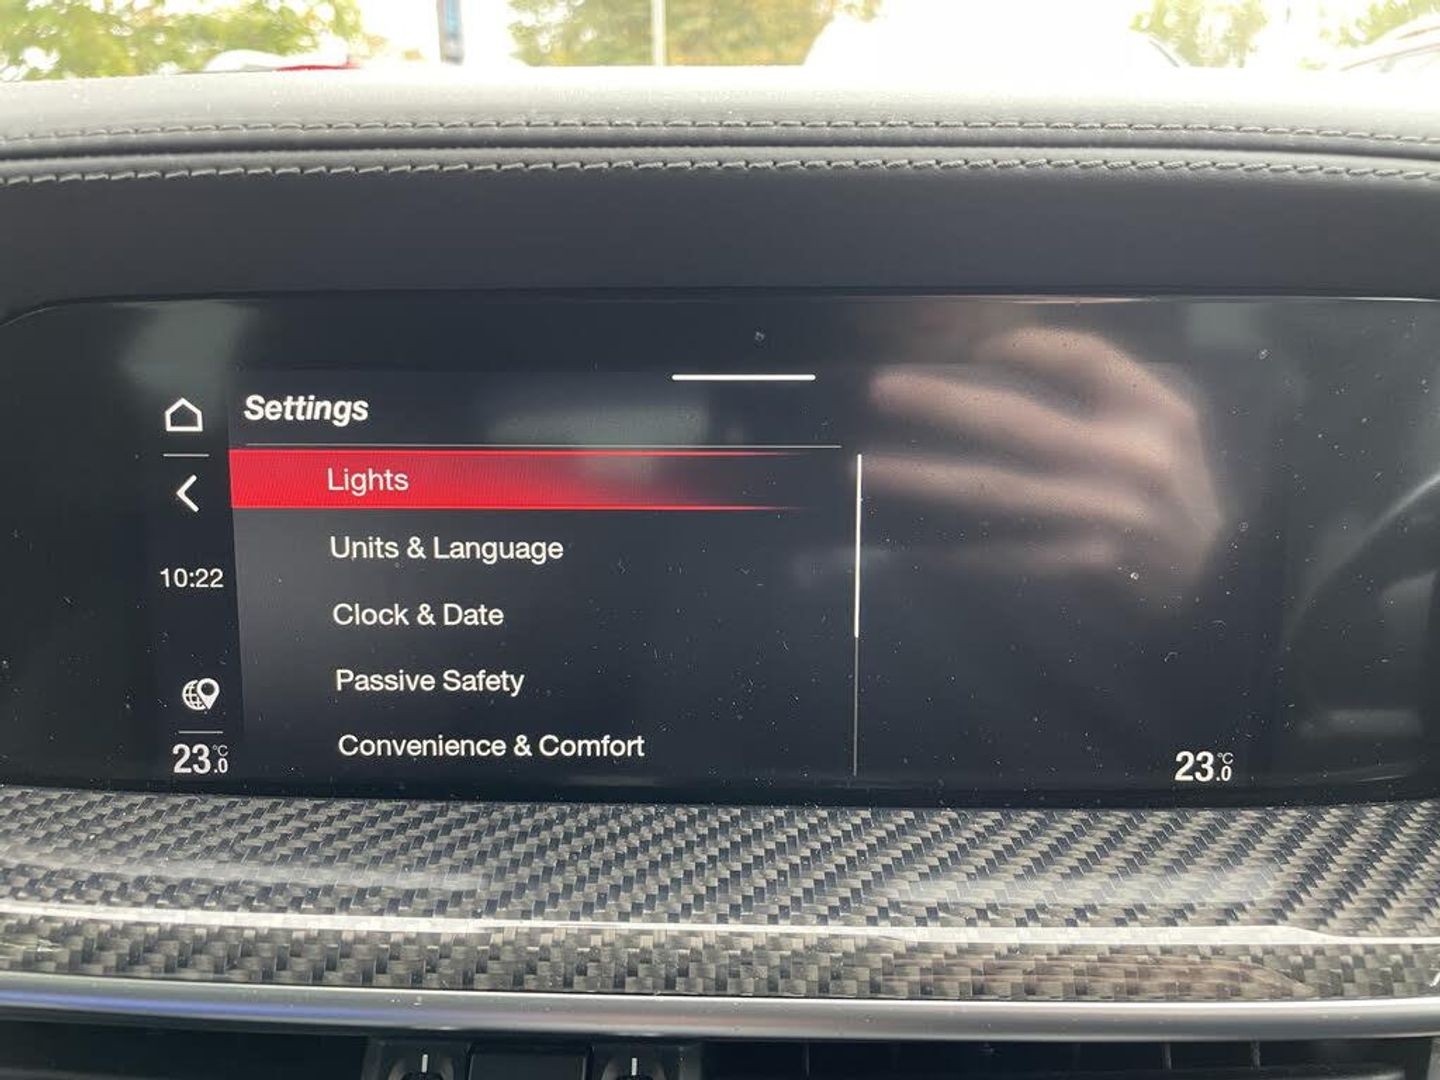 Settings
Lights
Units & Language
Clock & Date
Passive Safety
Convenience & Comfort
10:22
23.0 °C
23.0 °C